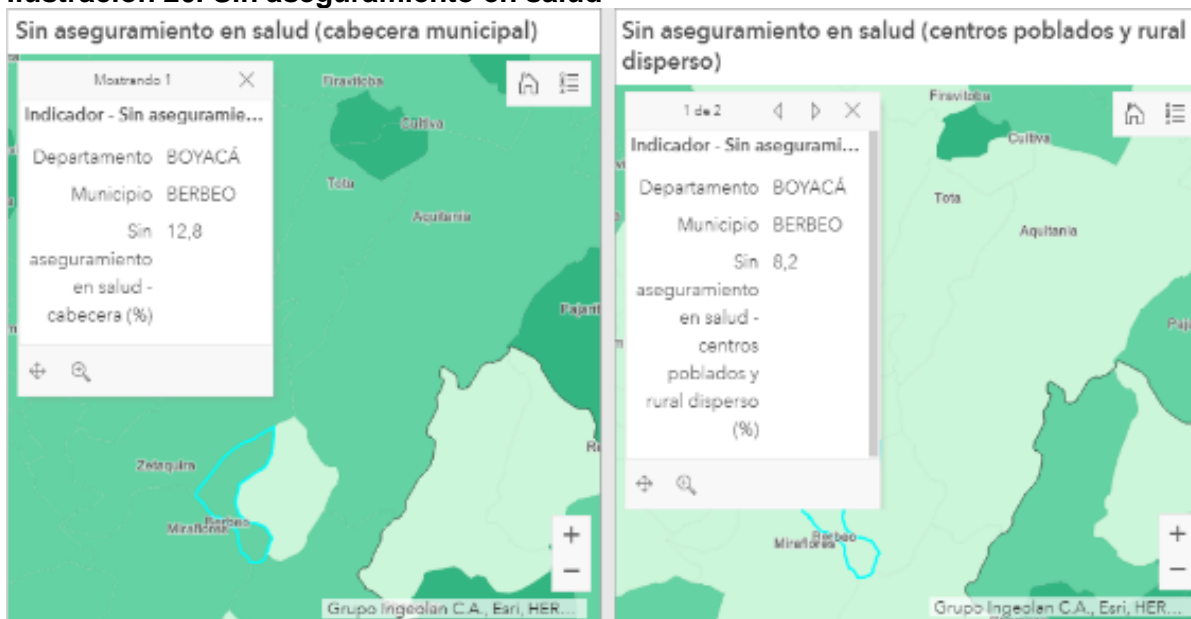 Sin aseguramiento en salud (cabecera municipal)
Mostrando 1
Indicador - Sin aseguramie...
Departamento BOYACÁ
Municipio BERBEO
Sin 12,8
aseguramiento
en salud -
cabecera (%)
Firavitoba
Cuítiva
Tota
Aquitania
Zetaquira
Berbeo
Miraflores
Grupo Ingeolan C.A., Esri, HER...
Sin aseguramiento en salud (centros poblados y rural
disperso)
1 de 2
Indicador - Sin asegurami...
Departamento BOYACÁ
Municipio BERBEO
Sin 8,2
aseguramiento
en salud -
centros
poblados y
rural disperso
(%)
Firavitoba
Cuítiva
Tota
Aquitania
Berbeo
Miraflores
Grupo Ingeolan C.A., Esri, HER...